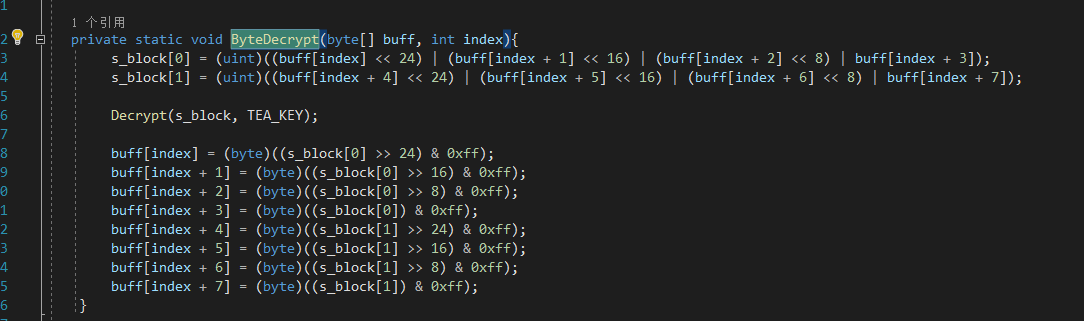 1
1 个引用
2 private static void ByteDecrypt(byte[] buff, int index){
3 s_block[0] = (uint)((buff[index] << 24) | (buff[index + 1] << 16) | (buff[index + 2] << 8) | buff[index + 3]);
4 s_block[1] = (uint)((buff[index + 4] << 24) | (buff[index + 5] << 16) | (buff[index + 6] << 8) | buff[index + 7]);
5
6 Decrypt(s_block, TEA_KEY);
7
8 buff[index] = (byte)((s_block[0] >> 24) & 0xff);
9 buff[index + 1] = (byte)((s_block[0] >> 16) & 0xff);
0 buff[index + 2] = (byte)((s_block[0] >> 8) & 0xff);
1 buff[index + 3] = (byte)((s_block[0]) & 0xff);
2 buff[index + 4] = (byte)((s_block[1] >> 24) & 0xff);
3 buff[index + 5] = (byte)((s_block[1] >> 16) & 0xff);
4 buff[index + 6] = (byte)((s_block[1] >> 8) & 0xff);
5 buff[index + 7] = (byte)((s_block[1]) & 0xff);
6 }